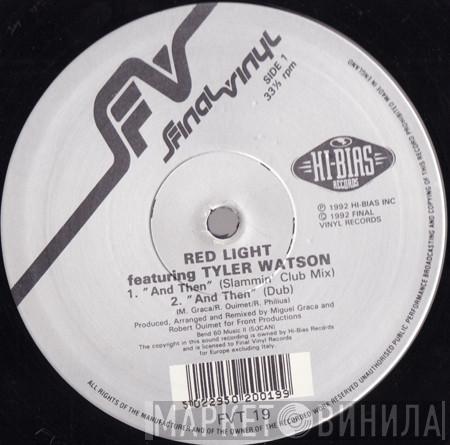 FV
finalvinyl
SIDE 1
33⅓ rpm
HI-BIAS
RECORDS
℗ 1992 HI-BIAS INC
© 1992 FINAL
VINYL RECORDS
RED LIGHT
featuring TYLER WATSON
1. "And Then" (Slammin' Club Mix)
2. "And Then" (Dub)
(M. Graca/R. Ouimet/R. Philius)
Produced, Arranged and Remixed by Miguel Graca and
Robert Ouimet for Front Productions
Bend 60 Music II (SOCAN)
The copyright in this sound recording is owned by Hi-Bias Records
and is licensed to Final Vinyl Records
for Europe excluding Italy.
5 022950 200199
FVT 19
ALL RIGHTS OF THE MANUFACTURER AND OF THE OWNER OF THE RECORDED WORK RESERVED UNAUTHORISED PUBLIC PERFORMANCE BROADCASTING AND COPYING OF THIS RECORD PROHIBITED MADE IN ENGLAND
МАРКЕТ ВИНИЛА